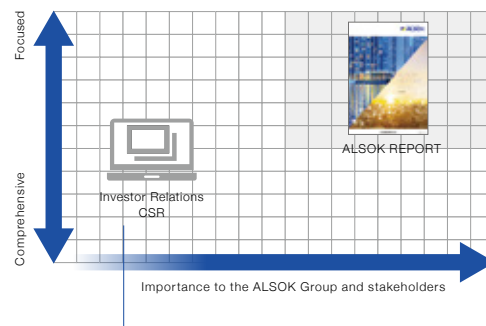 Focused
ALSOK REPORT
Investor Relations
CSR
Comprehensive
Importance to the ALSOK Group and stakeholders